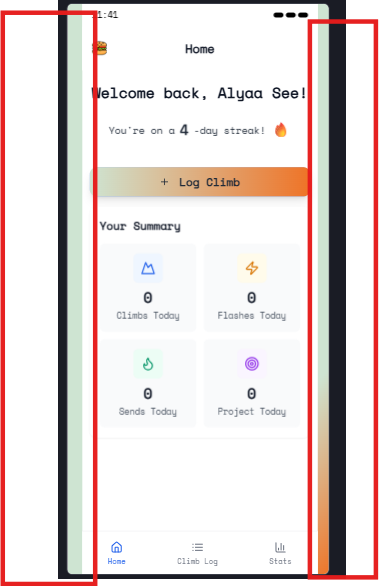 1:41
Home
Welcome back, Alyaa See!
You're on a 4 -day streak!
+ Log Climb
Your Summary
0
Climbs Today
0
Flashes Today
0
Sends Today
0
Project Today
Home
Climb Log
Stats